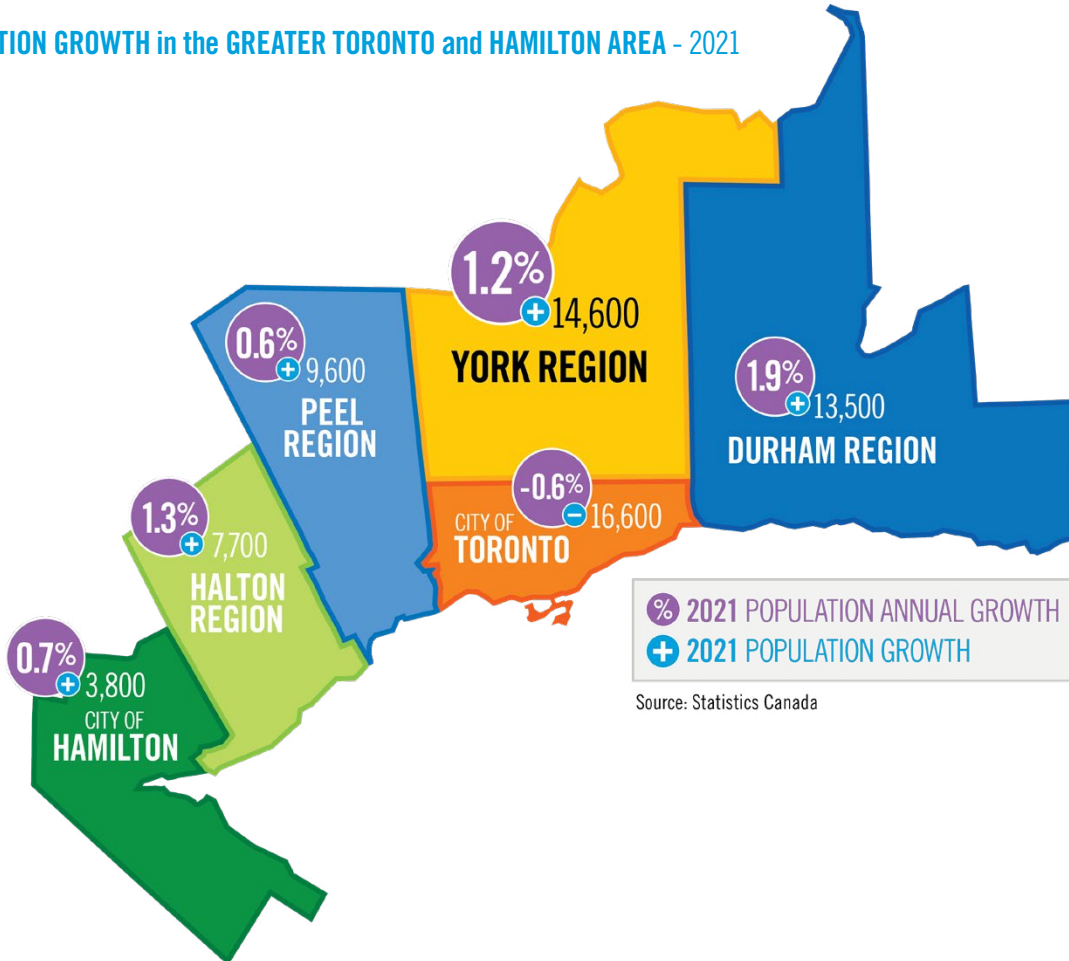 TION GROWTH in the GREATER TORONTO and HAMILTON AREA - 2021
1.2%
+14,600
YORK REGION
0.6%
+9,600
PEEL
REGION
1.9%
+13,500
DURHAM REGION
-0.6%
−16,600
CITY OF
TORONTO
1.3%
+7,700
HALTON
REGION
0.7%
+3,800
CITY OF
HAMILTON
% 2021 POPULATION ANNUAL GROWTH
+ 2021 POPULATION GROWTH
Source: Statistics Canada